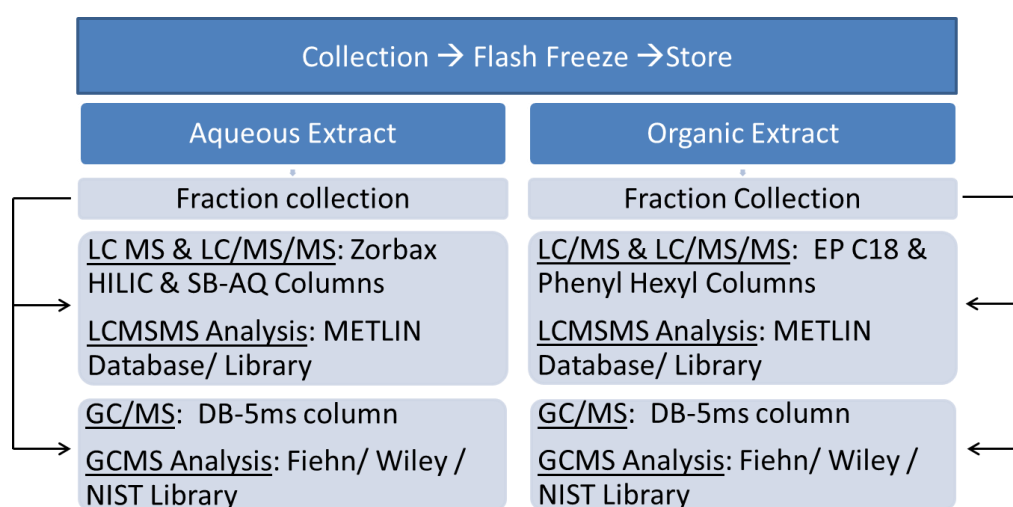 Collection → Flash Freeze →Store
Aqueous Extract
Fraction collection
LC MS & LC/MS/MS: Zorbax
HILIC & SB-AQ Columns
LCMSMS Analysis: METLIN
Database/ Library
GC/MS:  DB-5ms column
GCMS Analysis: Fiehn/ Wiley /
NIST Library
Organic Extract
Fraction Collection
LC/MS & LC/MS/MS:  EP C18 &
Phenyl Hexyl Columns
LCMSMS Analysis: METLIN
Database/ Library
GC/MS:  DB-5ms column
GCMS Analysis: Fiehn/ Wiley /
NIST Library